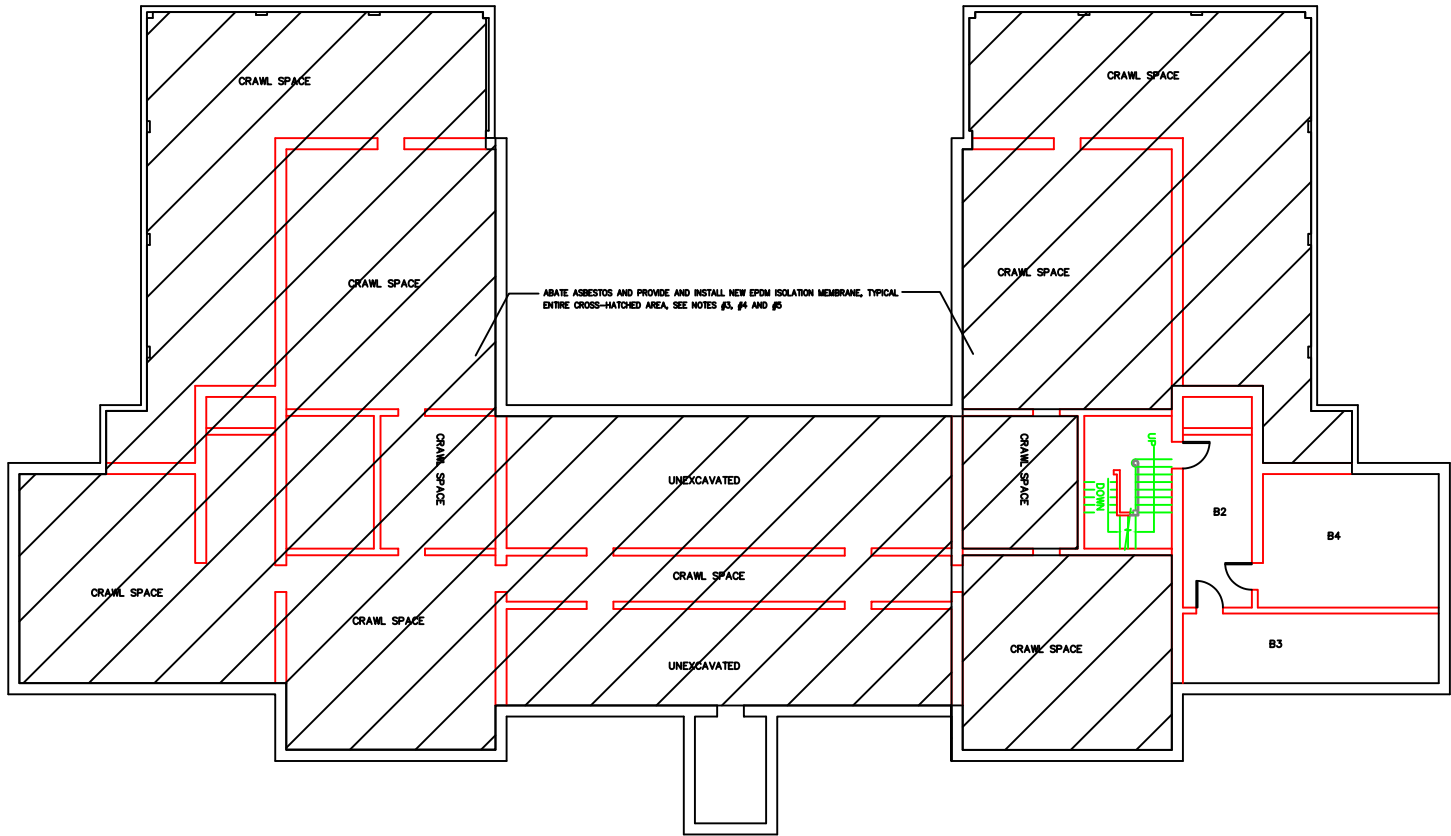 CRAWL SPACE
CRAWL SPACE
CRAWL SPACE
CRAWL SPACE
ABATE ASBESTOS AND PROVIDE AND INSTALL NEW EPDM ISOLATION MEMBRANE, TYPICAL
ENTIRE CROSS-HATCHED AREA, SEE NOTES #3, #4 AND #5
CRAWL SPACE
UNEXCAVATED
CRAWL SPACE
UP
DOWN
B2
B4
CRAWL SPACE
CRAWL SPACE
CRAWL SPACE
CRAWL SPACE
B3
UNEXCAVATED